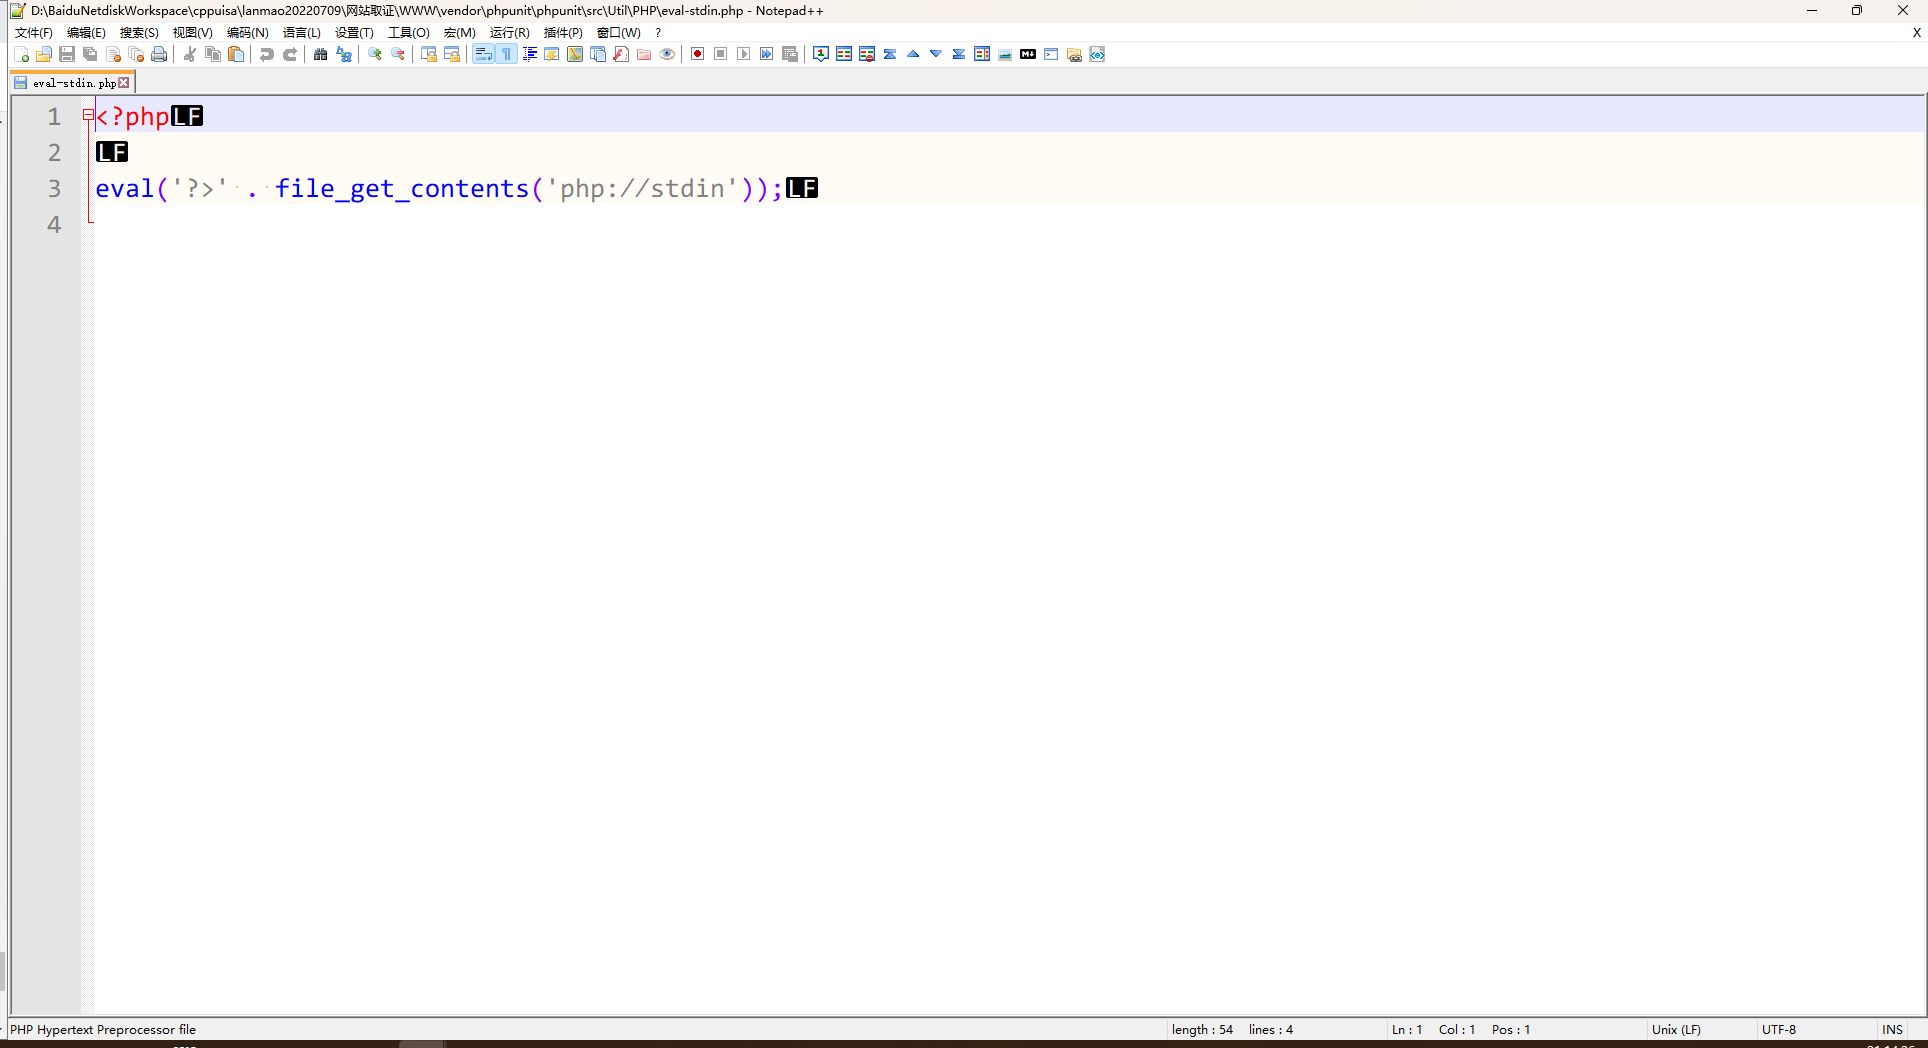 D:\BaiduNetdiskWorkspace\cppuisa\lanmao20220709\网站取证\WWW\vendor\phpunit\phpunit\src\Util\PHP\eval-stdin.php - Notepad++
文件(F) 编辑(E) 搜索(S) 视图(V) 编码(N) 语言(L) 设置(T) 工具(O) 宏(M) 运行(R) 插件(P) 窗口(W) ? X
eval-stdin.php
1 <?phpLF
2 LF
3 eval('?>' . file_get_contents('php://stdin'));LF
4
PHP Hypertext Preprocessor file length : 54 lines : 4 Ln : 1 Col : 1 Pos : 1 Unix (LF) UTF-8 INS